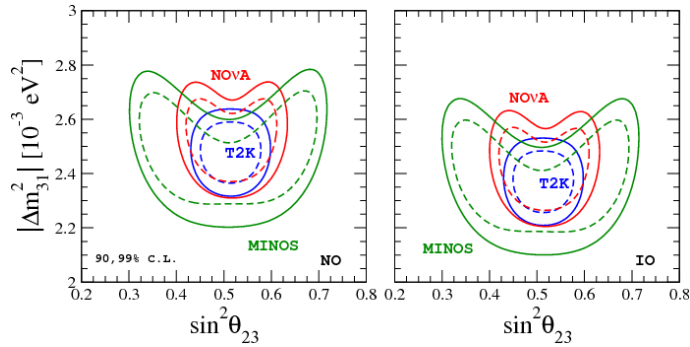 |Δm²₃₁| [10⁻³ eV²]
3
2.8
2.6
2.4
2.2
2
NOνA
T2K
MINOS
90,99% C.L.
NO
0.2 0.3 0.4 0.5 0.6 0.7 0.8
sin²θ₂₃
NOνA
T2K
MINOS
IO
0.2 0.3 0.4 0.5 0.6 0.7 0.8
sin²θ₂₃